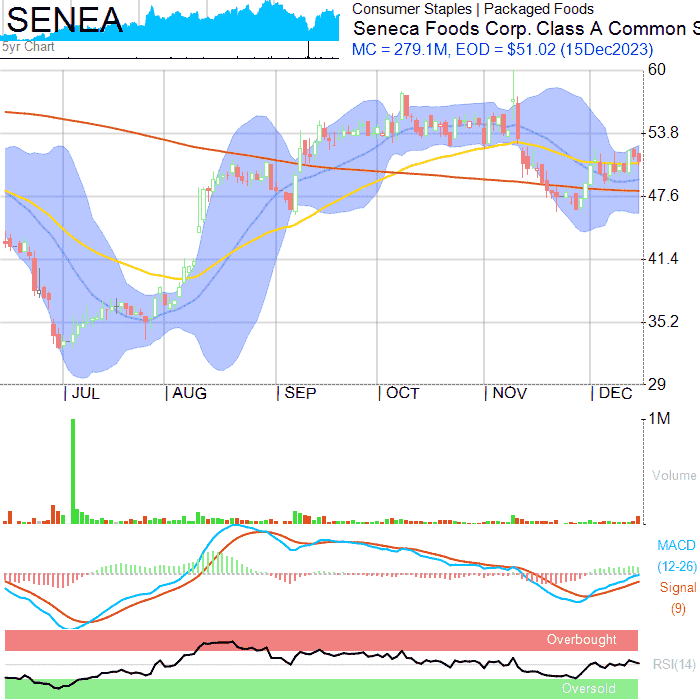 SENEA
5yr Chart
Consumer Staples | Packaged Foods
Seneca Foods Corp. Class A Common S
MC = 279.1M, EOD = $51.02 (15Dec2023)
60
53.8
47.6
41.4
35.2
29
| JUL | AUG | SEP | OCT | NOV | DEC
1M
Volume
MACD
(12-26)
Signal
(9)
Overbought
RSI(14)
Oversold